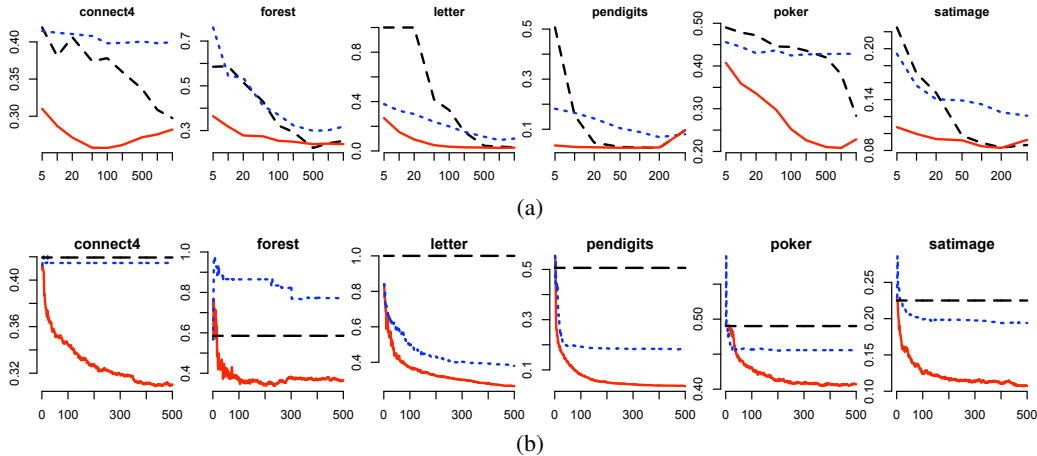 connect4 forest letter pendigits poker satimage
0.30 0.35 0.40
0.3 0.5 0.7
0.0 0.4 0.8
0.1 0.3 0.5
0.20 0.30 0.40 0.50
0.08 0.14 0.20
5 20 100 500
5 20 100 500
5 20 100 500
5 20 50 200
5 20 100 500
5 20 50 200
(a)
connect4 forest letter pendigits poker satimage
0.32 0.36 0.40
0.4 0.6 0.8 1.0
0.4 0.6 0.8 1.0
0.1 0.3 0.5
0.40 0.50
0.10 0.15 0.20 0.25
0 100 300 500
0 100 300 500
0 100 300 500
0 100 300 500
0 100 300 500
0 100 300 500
(b)